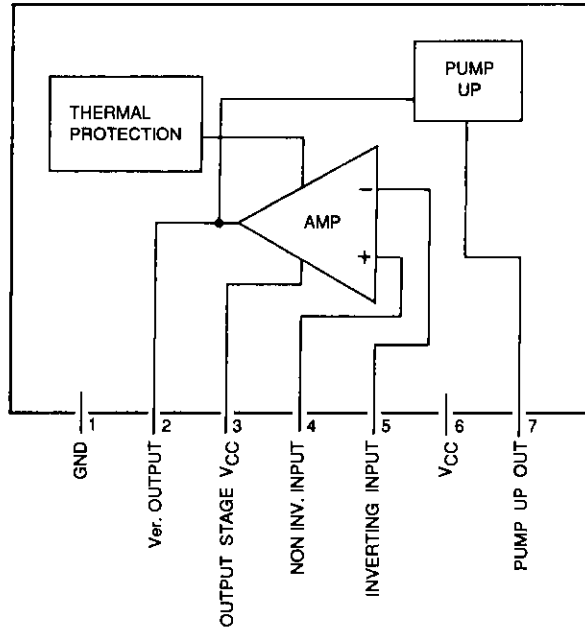 PUMP
UP
THERMAL
PROTECTION
AMP
−
+
1
2
3
4
5
6
7
GND
Ver. OUTPUT
OUTPUT STAGE VCC
NON INV. INPUT
INVERTING INPUT
VCC
PUMP UP OUT